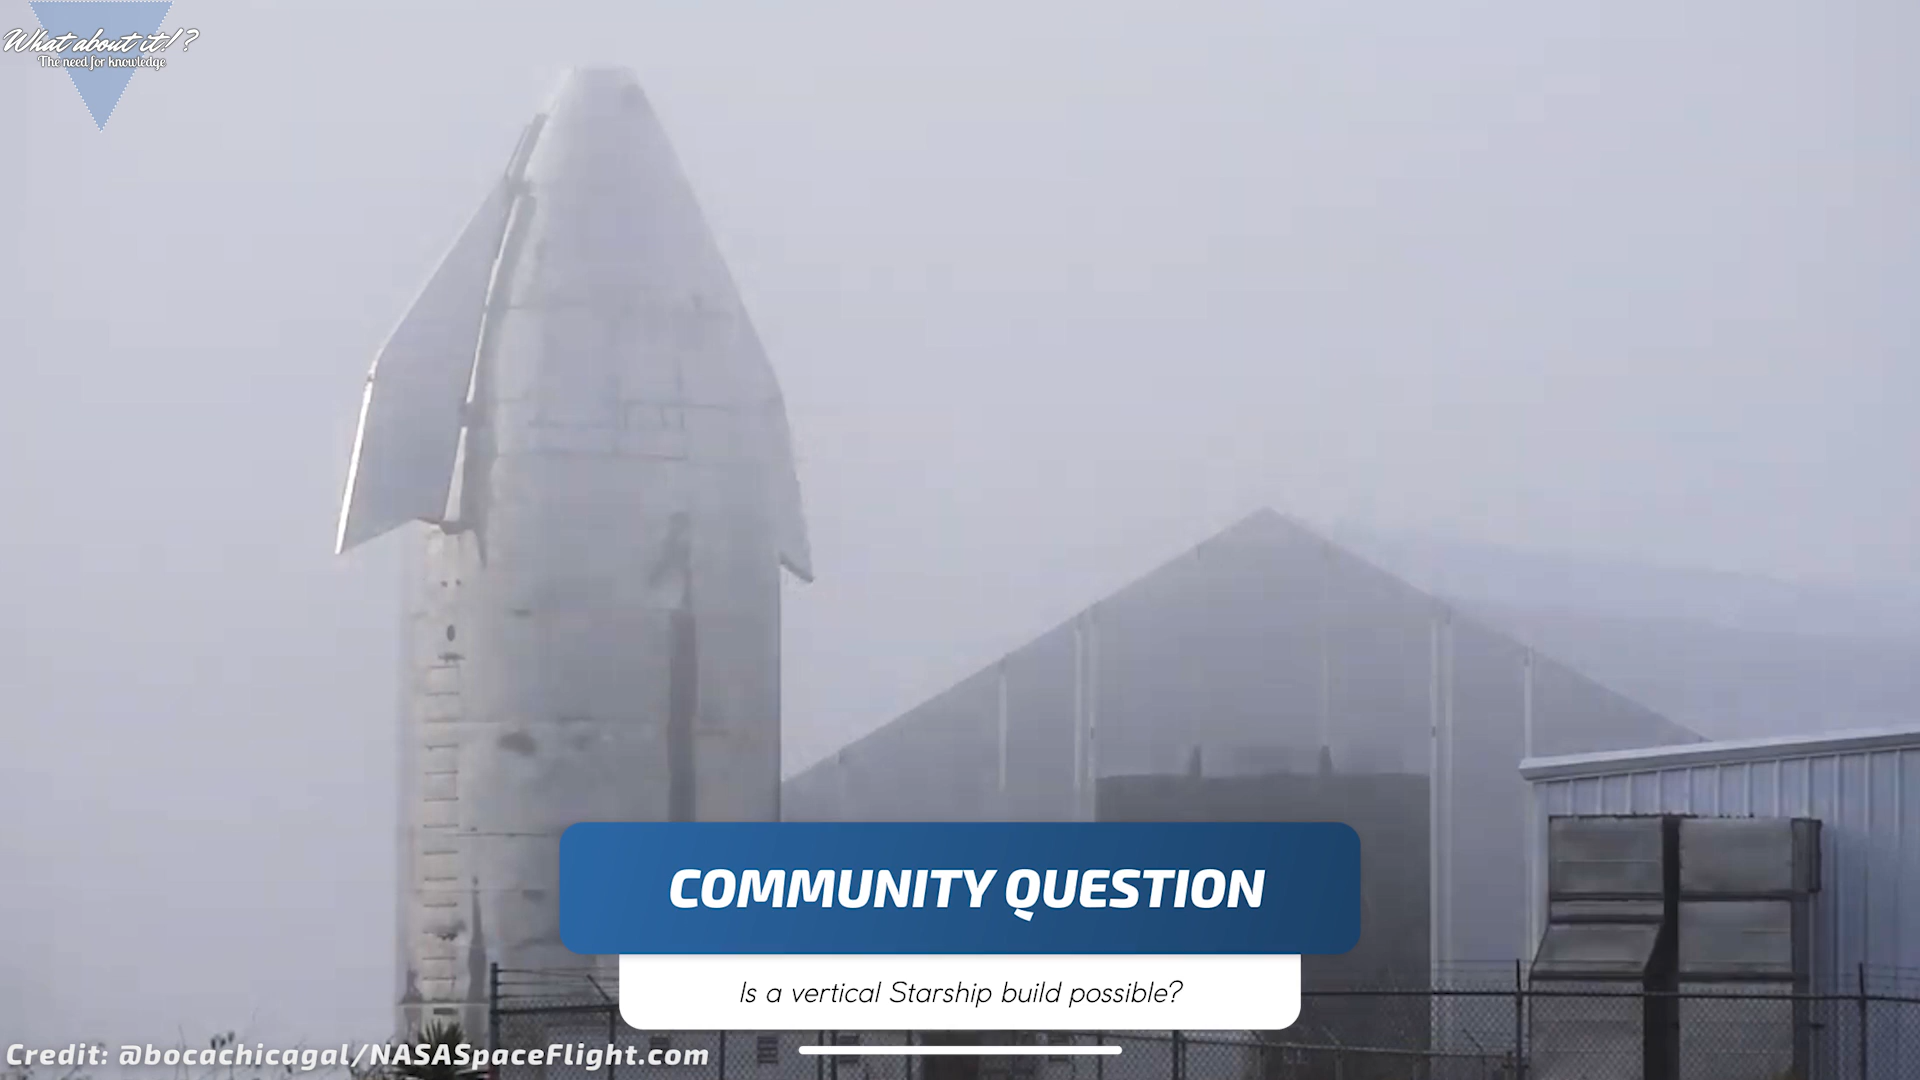 What about it!?
The need for knowledge
COMMUNITY QUESTION
Is a vertical Starship build possible?
Credit: @bocachicagal/NASASpaceFlight.com